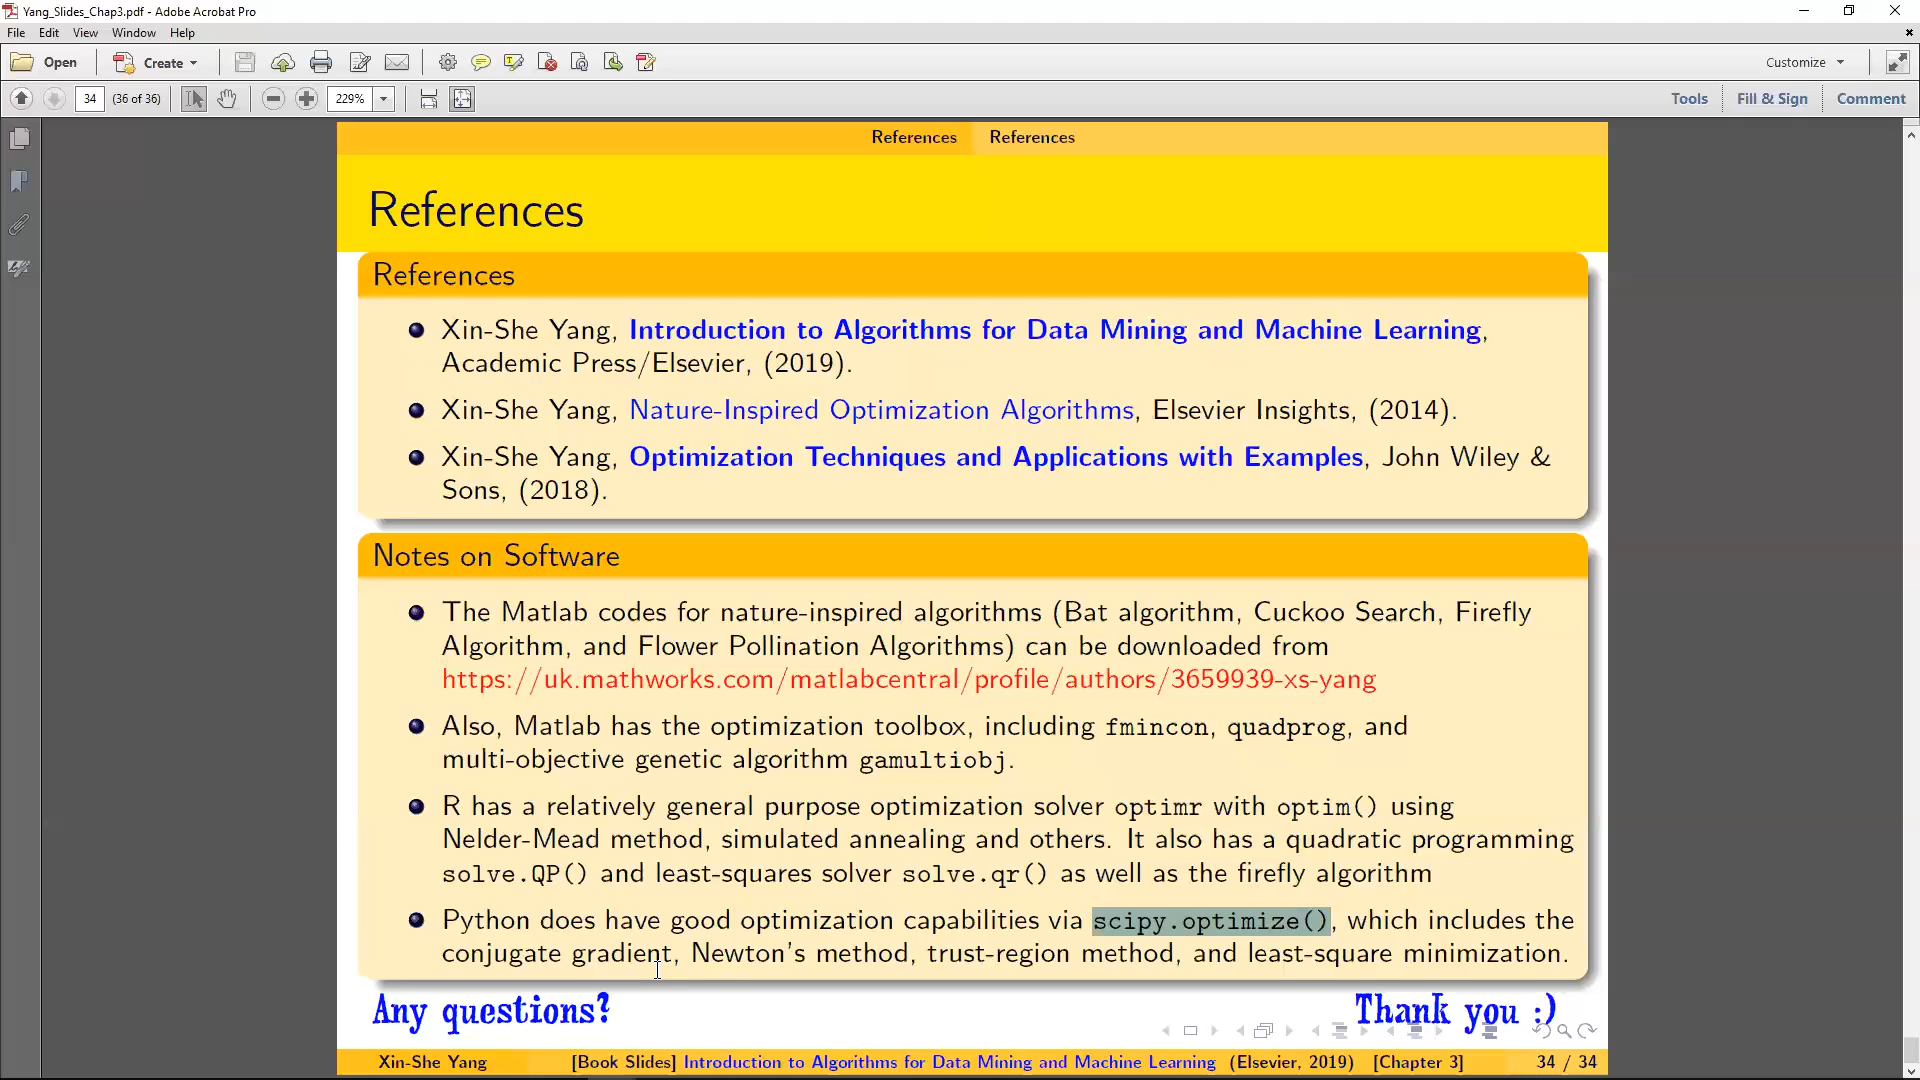 Yang_Slides_Chap3.pdf - Adobe Acrobat Pro
File Edit View Window Help
Open Create Customize
34 (36 of 36) 229% Tools Fill & Sign Comment
References References
References
References
Xin-She Yang, Introduction to Algorithms for Data Mining and Machine Learning,
Academic Press/Elsevier, (2019).
Xin-She Yang, Nature-Inspired Optimization Algorithms, Elsevier Insights, (2014).
Xin-She Yang, Optimization Techniques and Applications with Examples, John Wiley &
Sons, (2018).
Notes on Software
The Matlab codes for nature-inspired algorithms (Bat algorithm, Cuckoo Search, Firefly
Algorithm, and Flower Pollination Algorithms) can be downloaded from
https://uk.mathworks.com/matlabcentral/profile/authors/3659939-xs-yang
Also, Matlab has the optimization toolbox, including fmincon, quadprog, and
multi-objective genetic algorithm gamultiobj.
R has a relatively general purpose optimization solver optimr with optim() using
Nelder-Mead method, simulated annealing and others. It also has a quadratic programming
solve.QP() and least-squares solver solve.qr() as well as the firefly algorithm
Python does have good optimization capabilities via scipy.optimize(), which includes the
conjugate gradient, Newton's method, trust-region method, and least-square minimization.
Any questions? Thank you :)
Xin-She Yang [Book Slides] Introduction to Algorithms for Data Mining and Machine Learning (Elsevier, 2019) [Chapter 3] 34 / 34